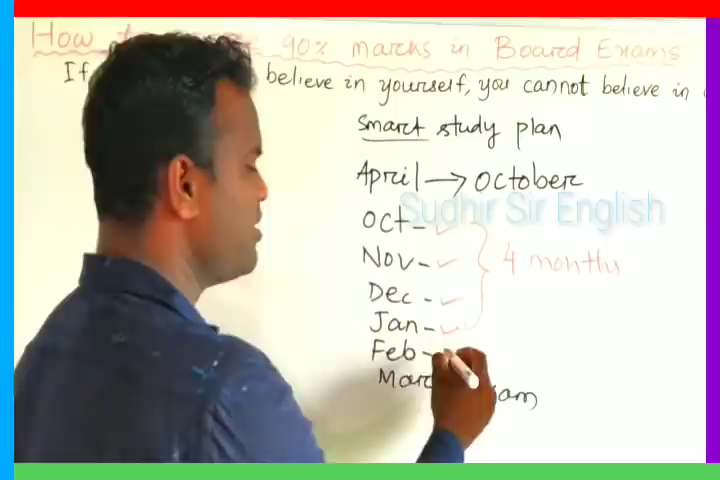 How 90% marks in Board Exams
If believe in yourself, you cannot believe in
Smart study plan
April → October
Sudhir Sir English
Oct -
Nov -
4 months
Dec -
Jan -
Feb -